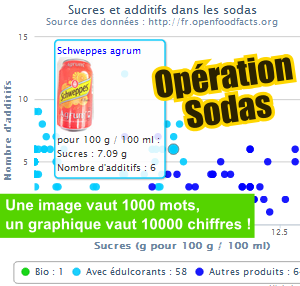 Sucres et additifs dans les sodas
Source des données : http://fr.openfoodfacts.org
15
10
5
0
Nombre d'additifs
Schweppes agrum
Schweppes
AGRUM
pour 100 g / 100 ml :
Sucres : 7.09 g
Nombre d'additifs : 6
Opération
Sodas
Une image vaut 1000 mots,
un graphique vaut 10000 chiffres !
12.5
Sucres (g pour 100 g / 100 ml)
Bio : 1
Avec édulcorants : 58
Autres produits : 6